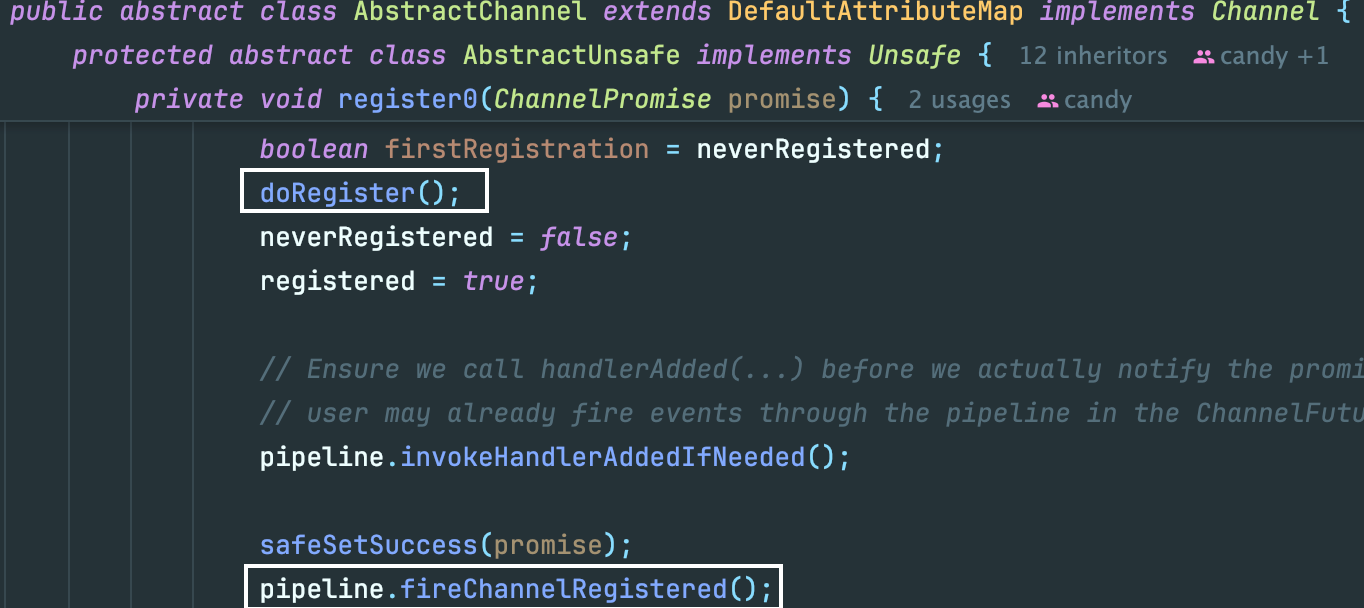 public abstract class AbstractChannel extends DefaultAttributeMap implements Channel {
protected abstract class AbstractUnsafe implements Unsafe { 12 inheritors candy +1
private void register0(ChannelPromise promise) { 2 usages candy
boolean firstRegistration = neverRegistered;
doRegister();
neverRegistered = false;
registered = true;
// Ensure we call handlerAdded(...) before we actually notify the promi
// user may already fire events through the pipeline in the ChannelFutu
pipeline.invokeHandlerAddedIfNeeded();
safeSetSuccess(promise);
pipeline.fireChannelRegistered();